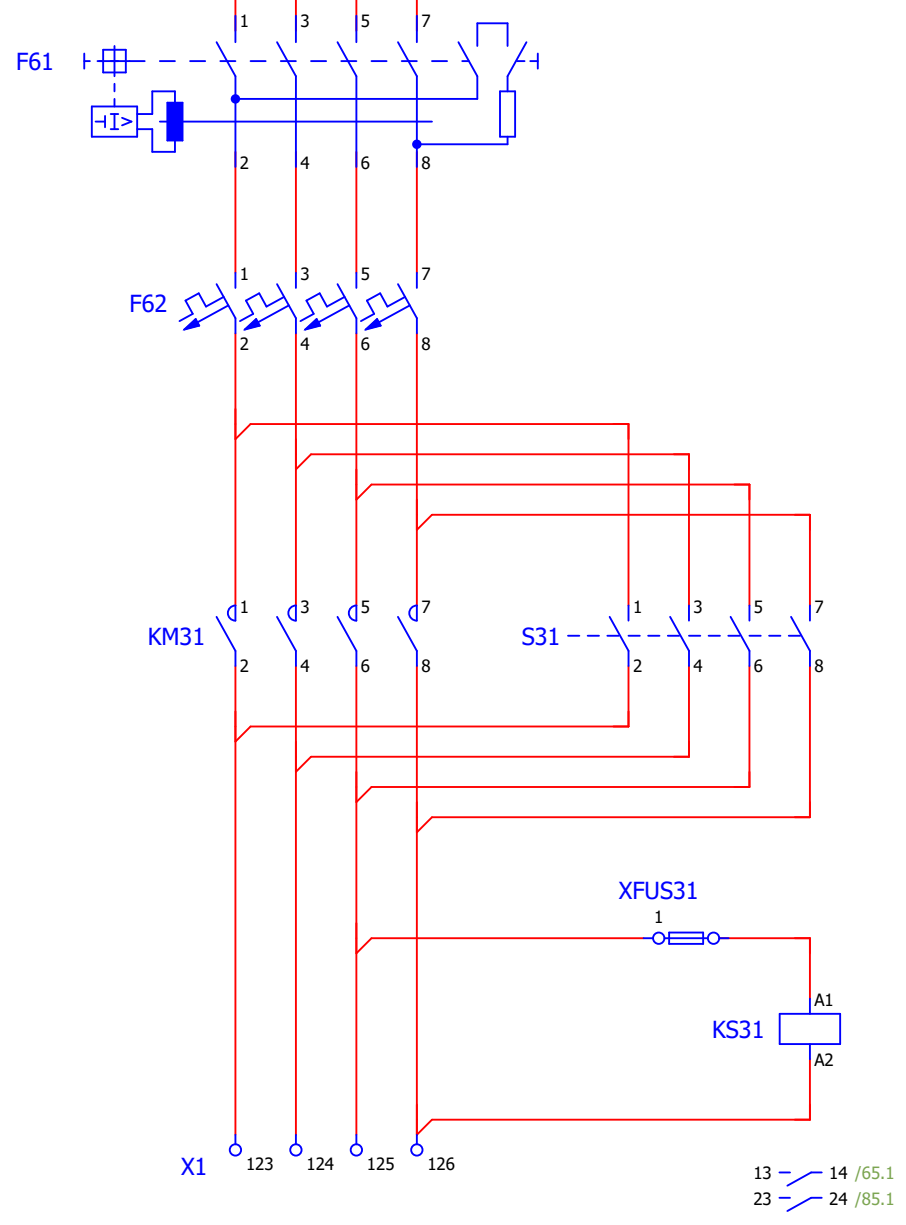 1 3 5 7
F61
I>
2 4 6 8
1 3 5 7
F62
2 4 6 8
1 3 5 7 1 3 5 7
KM31 S31
2 4 6 8 2 4 6 8
XFUS31
1
A1
KS31
A2
X1 123 124 125 126
13 14 /65.1
23 24 /85.1